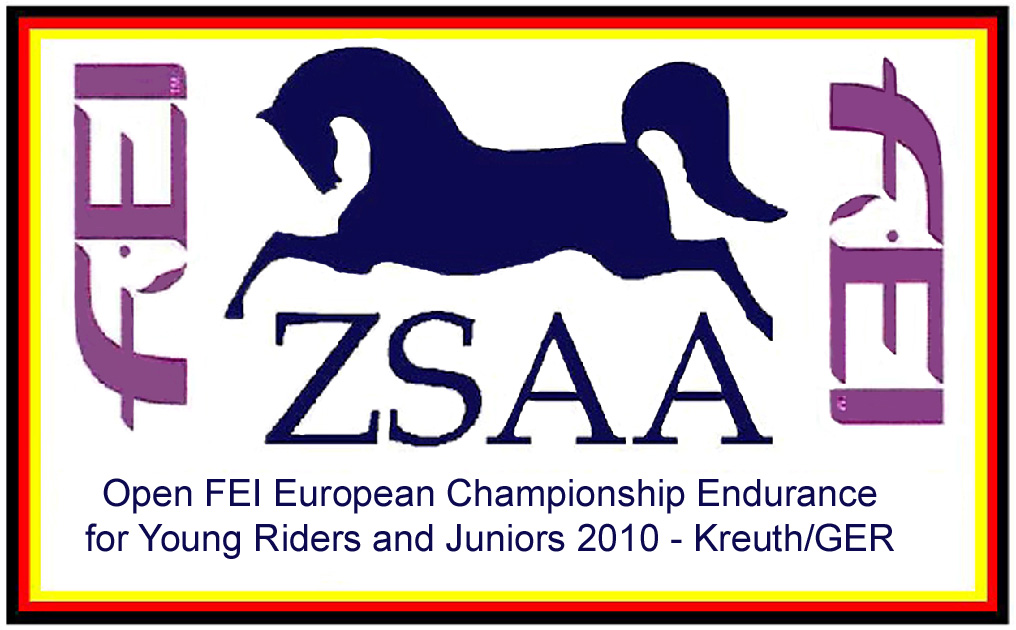 FEI
ZSAA
FEI
Open FEI European Championship Endurance
for Young Riders and Juniors 2010 - Kreuth/GER